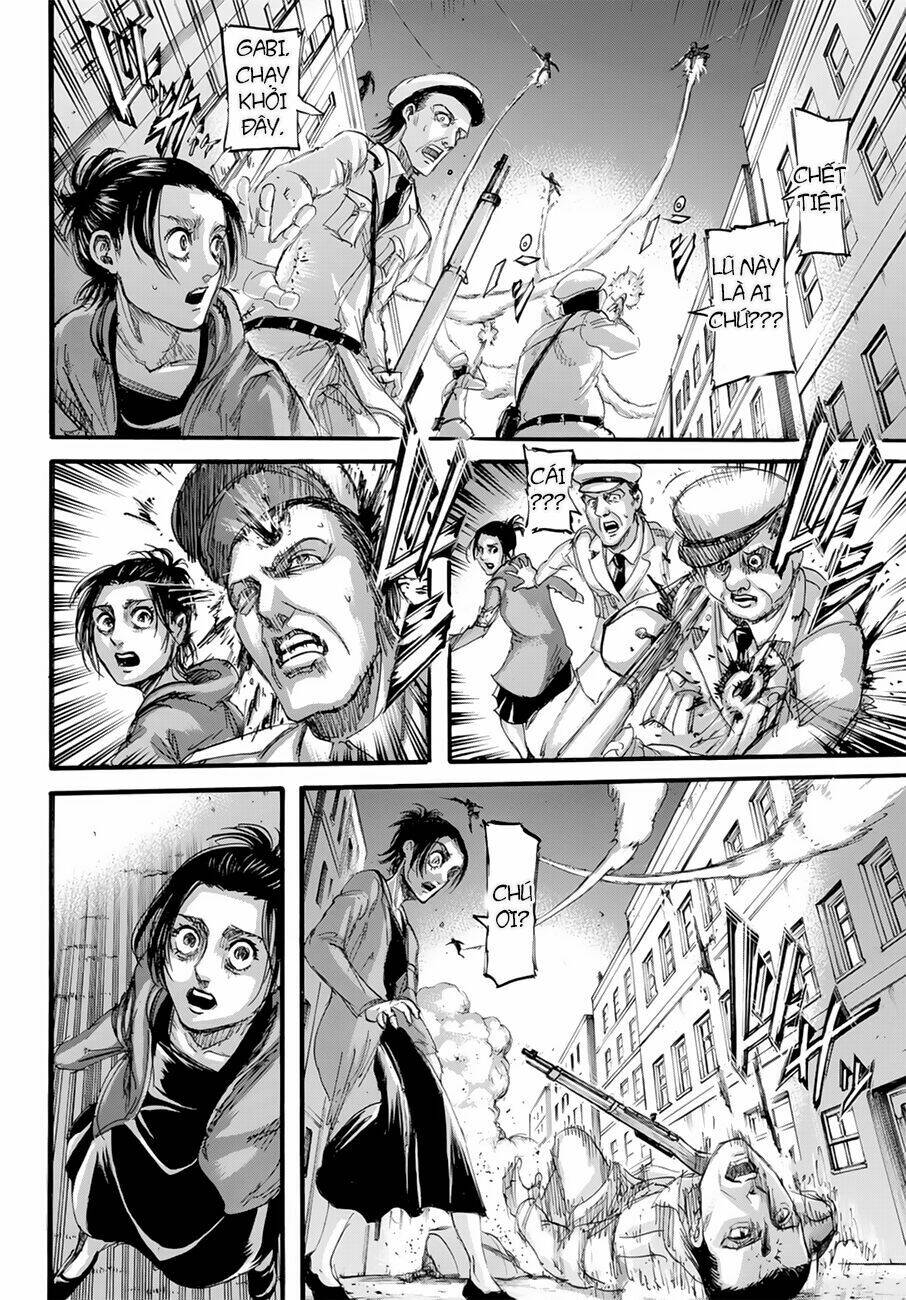 GABI.
CHẠY
KHỎI
ĐÂY.
CHẾT
TIỆT
LŨ NÀY
LÀ AI
CHỨ???
CÁI
???
CHÚ
ƠI?